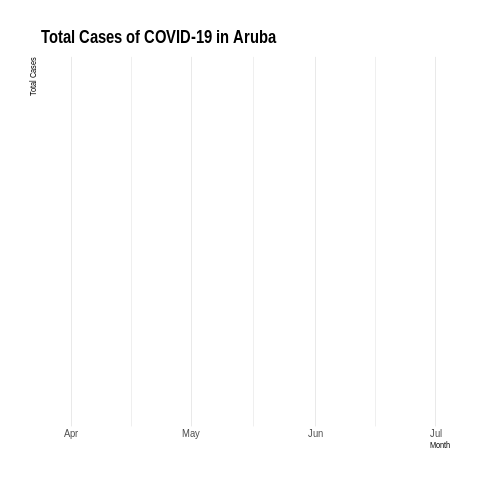 Total Cases of COVID-19 in Aruba
Total Cases
Apr May Jun Jul
Month